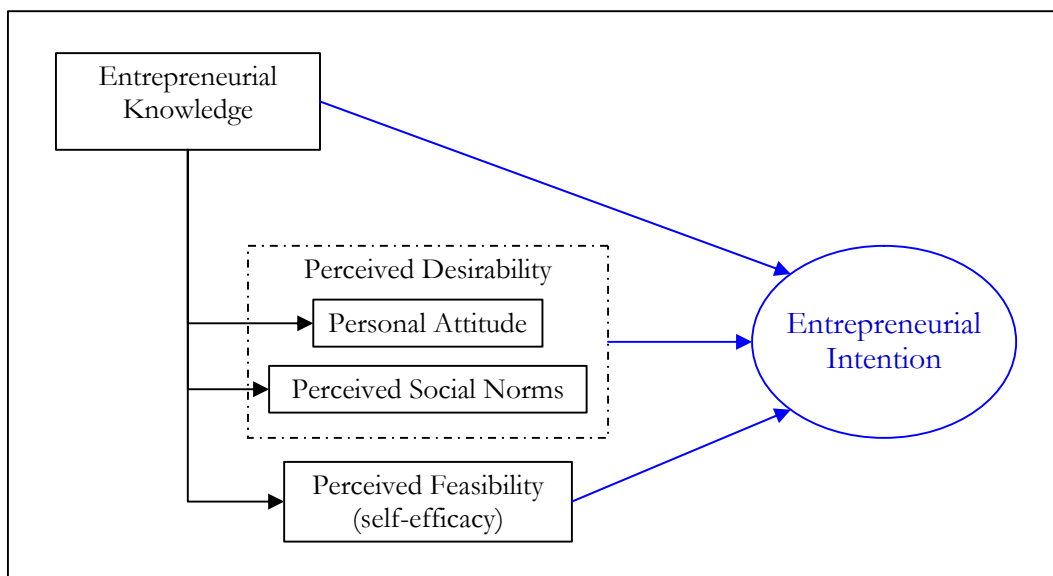 Entrepreneurial
Knowledge
Perceived Desirability
Personal Attitude
Perceived Social Norms
Perceived Feasibility
(self-efficacy)
Entrepreneurial
Intention